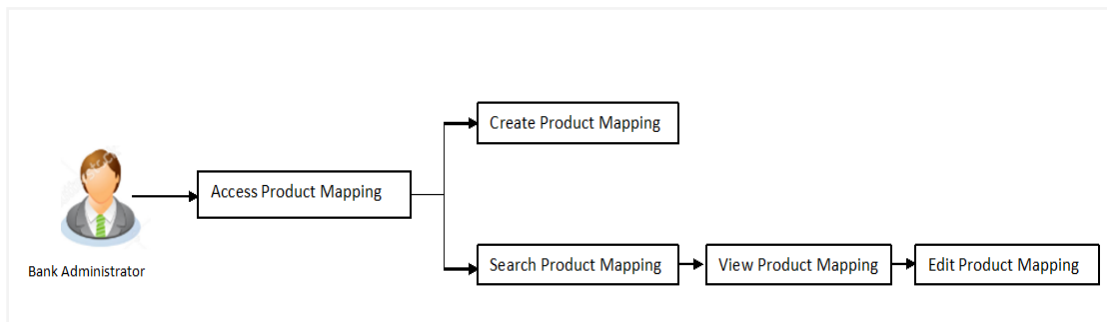 Create Product Mapping
Access Product Mapping
Bank Administrator
Search Product Mapping
View Product Mapping
Edit Product Mapping